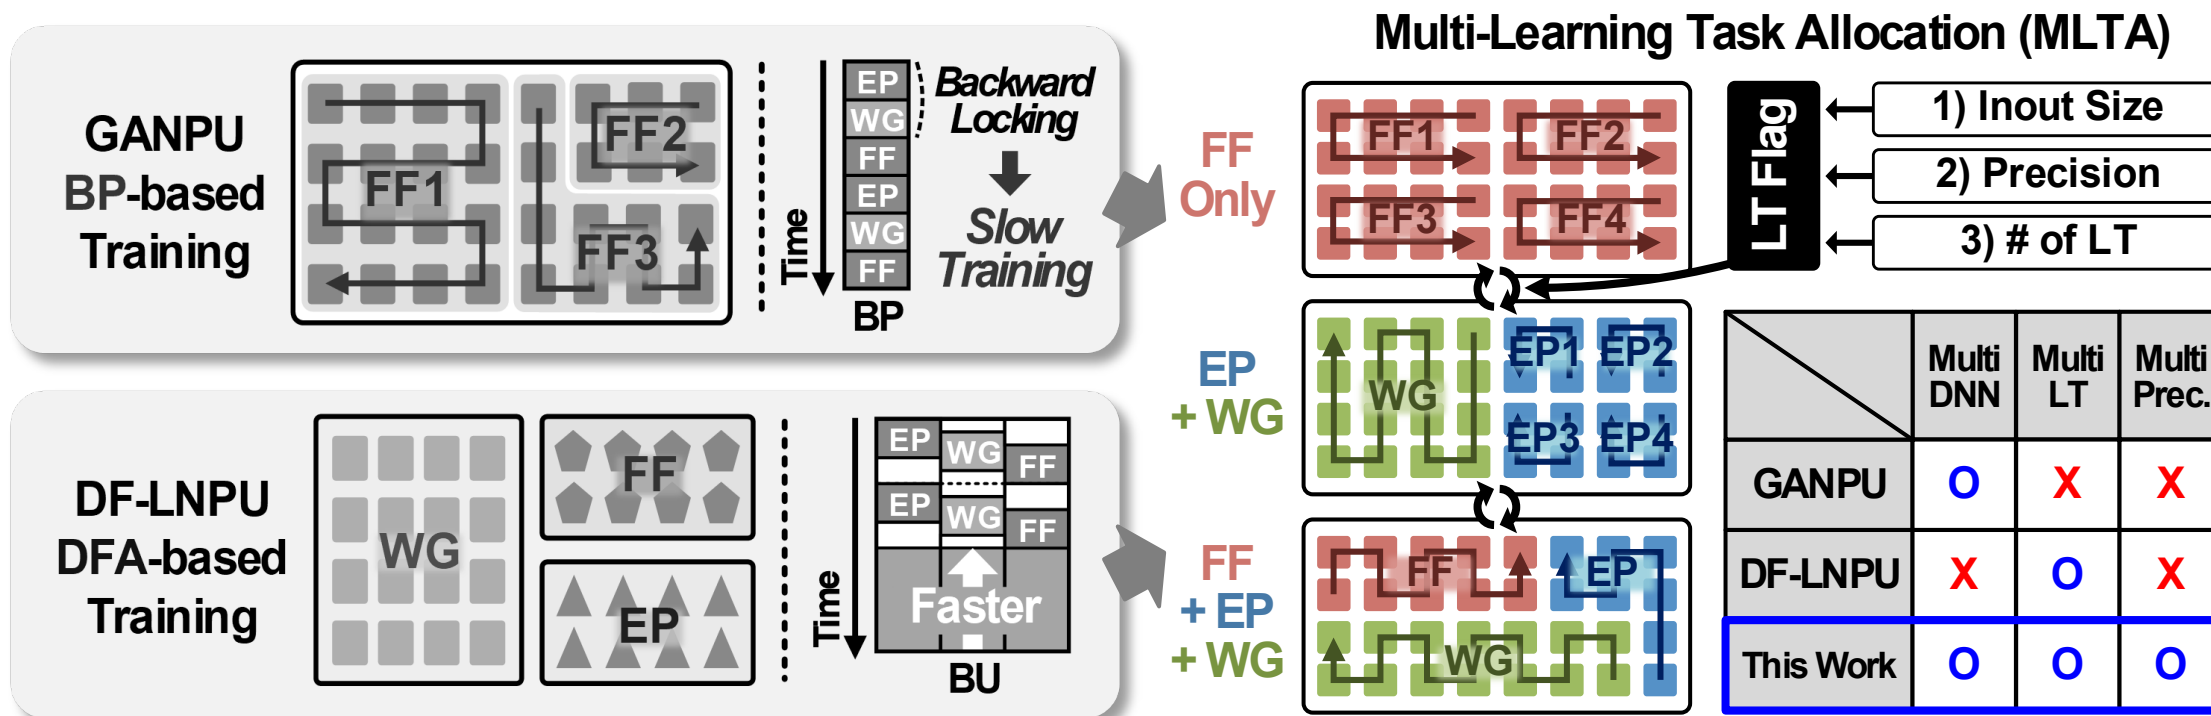 GANPU
BP-based
Training
FF1
FF2
FF3
Time
EP
WG
FF
EP
WG
FF
BP
Backward
Locking
Slow
Training
DF-LNPU
DFA-based
Training
WG
FF
EP
Time
EP
WG
FF
EP
WG
FF
Faster
BU
Multi-Learning Task Allocation (MLTA)
FF
Only
FF1
FF2
FF3
FF4
LT Flag
1) Inout Size
2) Precision
3) # of LT
EP
+ WG
WG
EP1
EP2
EP3
EP4
FF
+ EP
+ WG
FF
EP
WG
Multi DNN
Multi LT
Multi Prec.
GANPU O X X
DF-LNPU X O X
This Work O O O